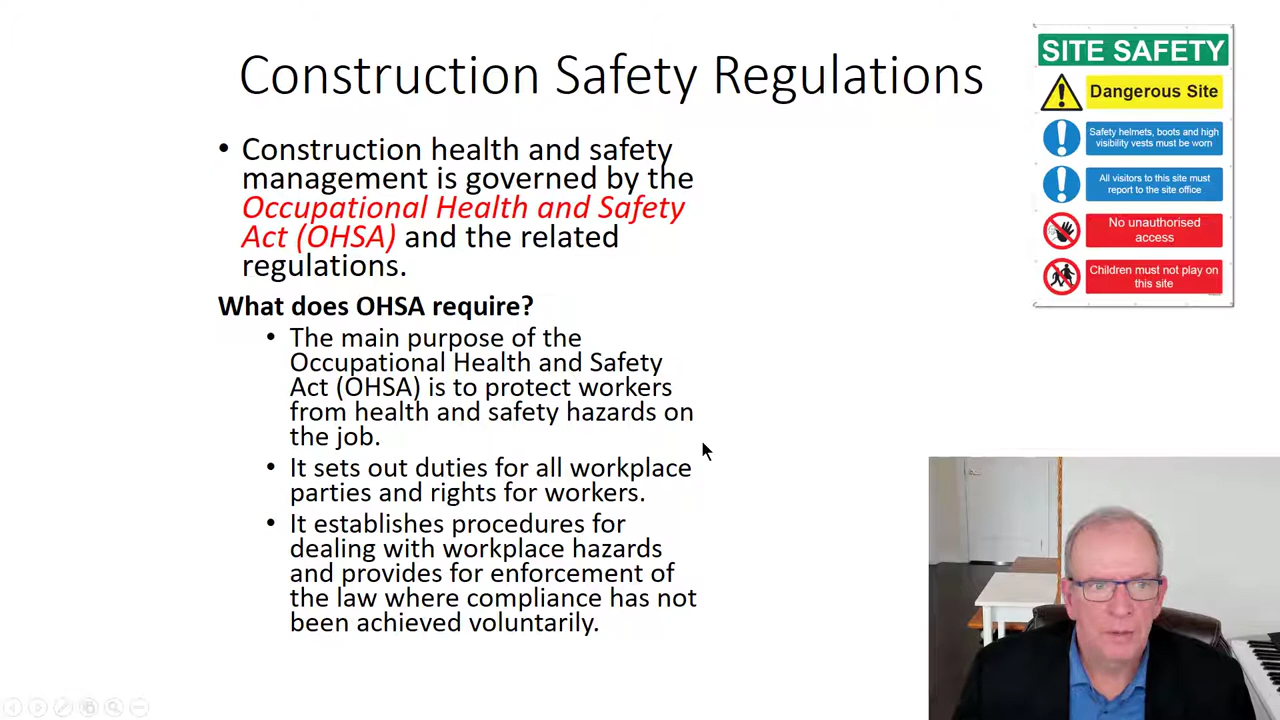 Construction Safety Regulations
• Construction health and safety
management is governed by the
Occupational Health and Safety
Act (OHSA) and the related
regulations.
What does OHSA require?
• The main purpose of the
Occupational Health and Safety
Act (OHSA) is to protect workers
from health and safety hazards on
the job.
• It sets out duties for all workplace
parties and rights for workers.
• It establishes procedures for
dealing with workplace hazards
and provides for enforcement of
the law where compliance has not
been achieved voluntarily.
SITE SAFETY
Dangerous Site
Safety helmets, boots and high
visibility vests must be worn
All visitors to this site must
report to the site office
No unauthorised
access
Children must not play on
this site